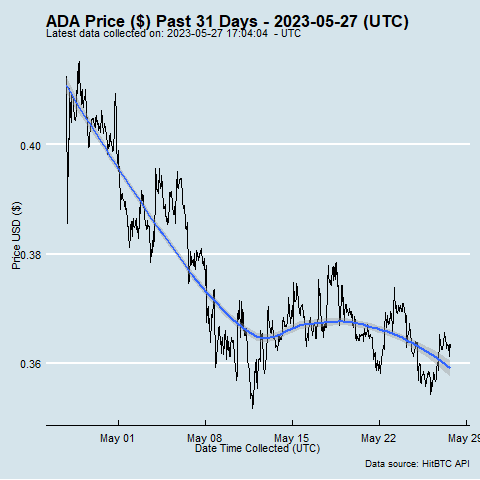 ADA Price ($) Past 31 Days - 2023-05-27 (UTC)
Latest data collected on: 2023-05-27 17:04:04 - UTC
0.40
0.38
0.36
Price USD ($)
May 01
May 08
May 15
May 22
May 29
Date Time Collected (UTC)
Data source: HitBTC API